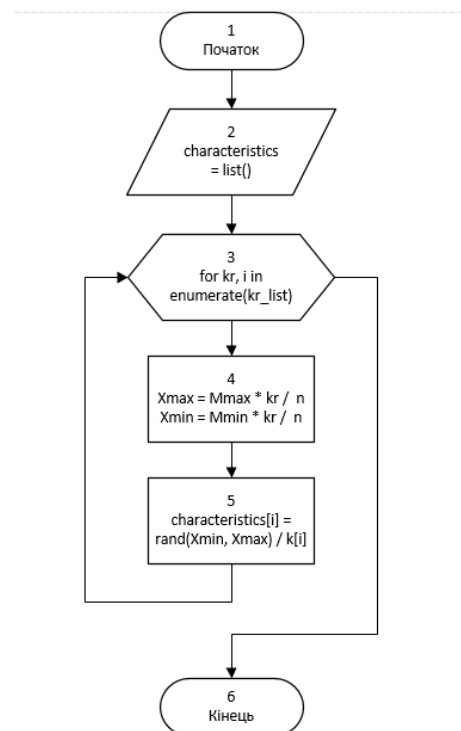 1
Початок
2
characteristics
= list()
3
for kr, i in
enumerate(kr_list)
4
Xmax = Mmax * kr / n
Xmin = Mmin * kr / n
5
characteristics[i] =
rand(Xmin, Xmax) / k[i]
6
Кінець